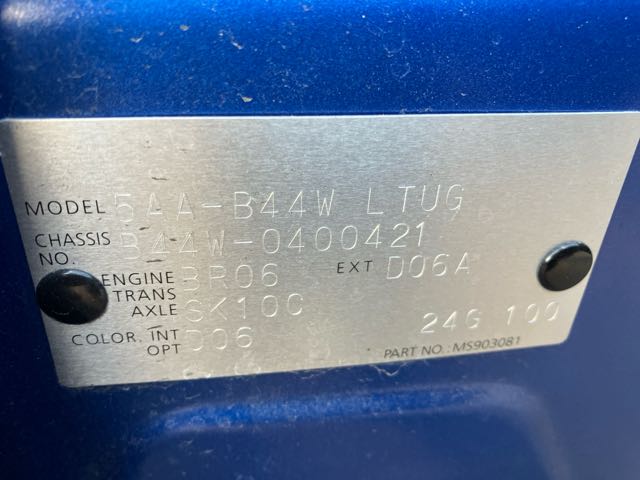 MODEL 5AA-B44W LTUG
CHASSIS NO. B44W-0400421
ENGINE BR06 EXT D06A
TRANS AXLE SK10C
COLOR. INT D06 24G 100
OPT
PART NO.: MS903081